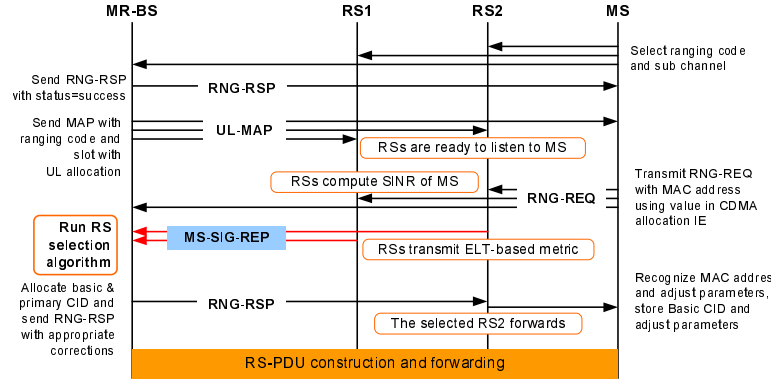 MR-BS
RS1
RS2
MS
Select ranging code
and sub channel
Send RNG-RSP
with status=success
RNG-RSP
Send MAP with
ranging code and
slot with
UL allocation
UL-MAP
RSs are ready to listen to MS
RSs compute SINR of MS
Transmit RNG-REQ
with MAC address
using value in CDMA
allocation IE
RNG-REQ
Run RS
selection
algorithm
MS-SIG-REP
RSs transmit ELT-based metric
Allocate basic &
primary CID and
send RNG-RSP
with appropriate
corrections
RNG-RSP
Recognize MAC addres
and adjust parameters,
store Basic CID and
adjust parameters
The selected RS2 forwards
RS-PDU construction and forwarding